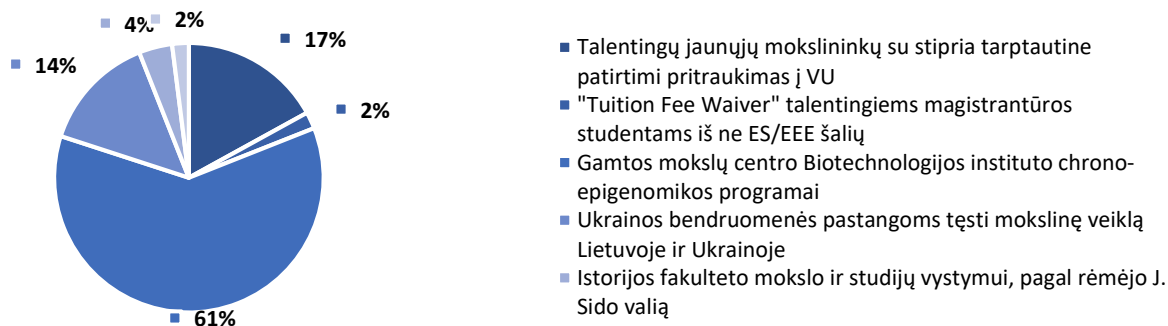 4%
2%
17%
14%
2%
61%
Talentingų jaunųjų mokslininkų su stipria tarptautine
patirtimi pritraukimas į VU
"Tuition Fee Waiver" talentingiems magistrantūros
studentams iš ne ES/EEE šalių
Gamtos mokslų centro Biotechnologijos instituto chrono-
epigenomikos programai
Ukrainos bendruomenės pastangoms tęsti mokslinę veiklą
Lietuvoje ir Ukrainoje
Istorijos fakulteto mokslo ir studijų vystymui, pagal rėmėjo J.
Sido valią